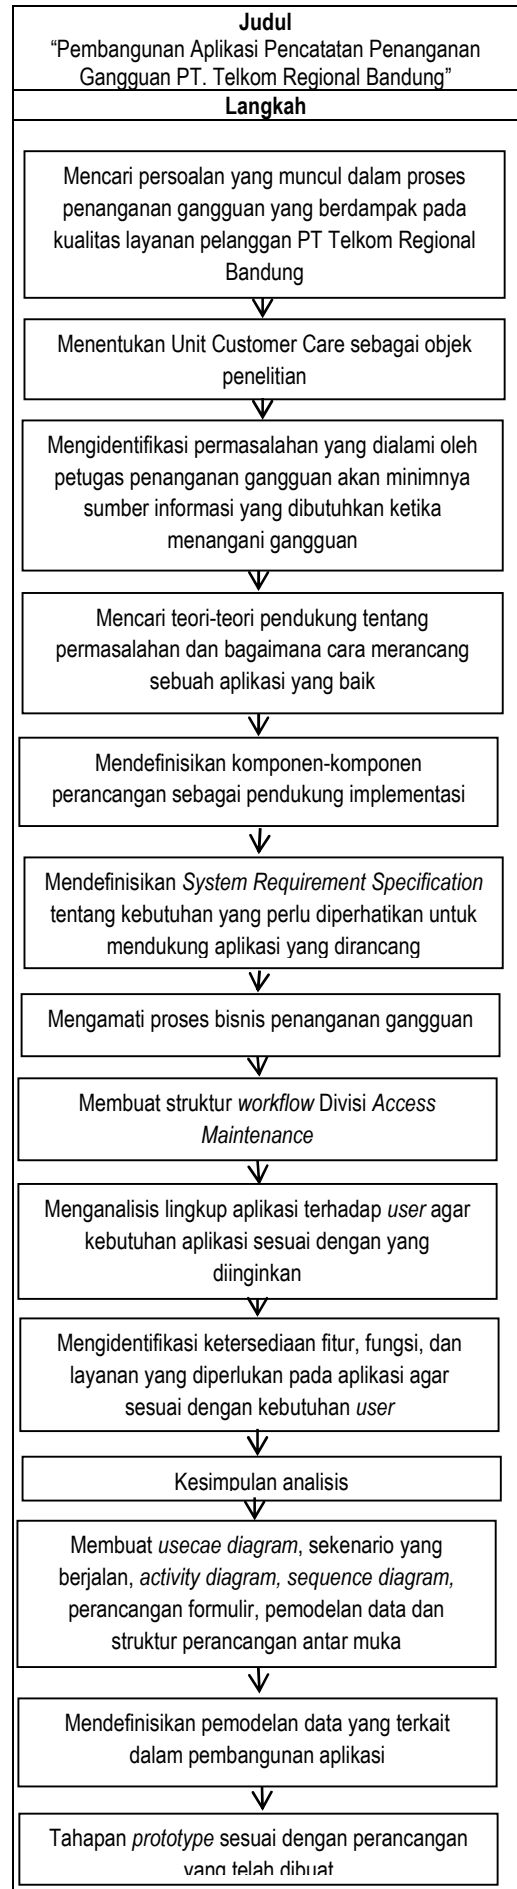 Judul
“Pembangunan Aplikasi Pencatatan Penanganan
Gangguan PT. Telkom Regional Bandung”
Langkah
Mencari persoalan yang muncul dalam proses
penanganan gangguan yang berdampak pada
kualitas layanan pelanggan PT Telkom Regional
Bandung
Menentukan Unit Customer Care sebagai objek
penelitian
Mengidentifikasi permasalahan yang dialami oleh
petugas penanganan gangguan akan minimnya
sumber informasi yang dibutuhkan ketika
menangani gangguan
Mencari teori-teori pendukung tentang
permasalahan dan bagaimana cara merancang
sebuah aplikasi yang baik
Mendefinisikan komponen-komponen
perancangan sebagai pendukung implementasi
Mendefinisikan System Requirement Specification
tentang kebutuhan yang perlu diperhatikan untuk
mendukung aplikasi yang dirancang
Mengamati proses bisnis penanganan gangguan
Membuat struktur workflow Divisi Access
Maintenance
Menganalisis lingkup aplikasi terhadap user agar
kebutuhan aplikasi sesuai dengan yang
diinginkan
Mengidentifikasi ketersediaan fitur, fungsi, dan
layanan yang diperlukan pada aplikasi agar
sesuai dengan kebutuhan user
Kesimpulan analisis
Membuat usecae diagram, sekenario yang
berjalan, activity diagram, sequence diagram,
perancangan formulir, pemodelan data dan
struktur perancangan antar muka
Mendefinisikan pemodelan data yang terkait
dalam pembangunan aplikasi
Tahapan prototype sesuai dengan perancangan
yang telah dibuat